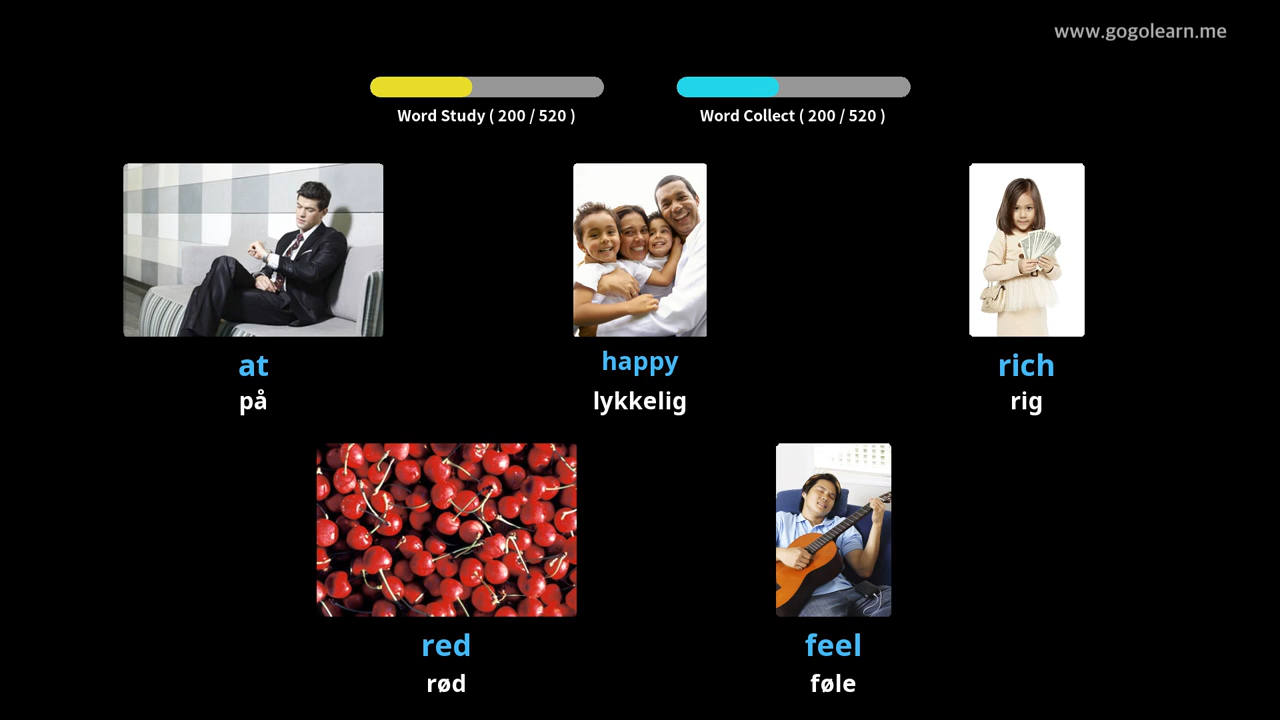 www.gogolearn.me
Word Study ( 200 / 520 )
Word Collect ( 200 / 520 )
at
på
happy
lykkelig
rich
rig
red
rød
feel
føle